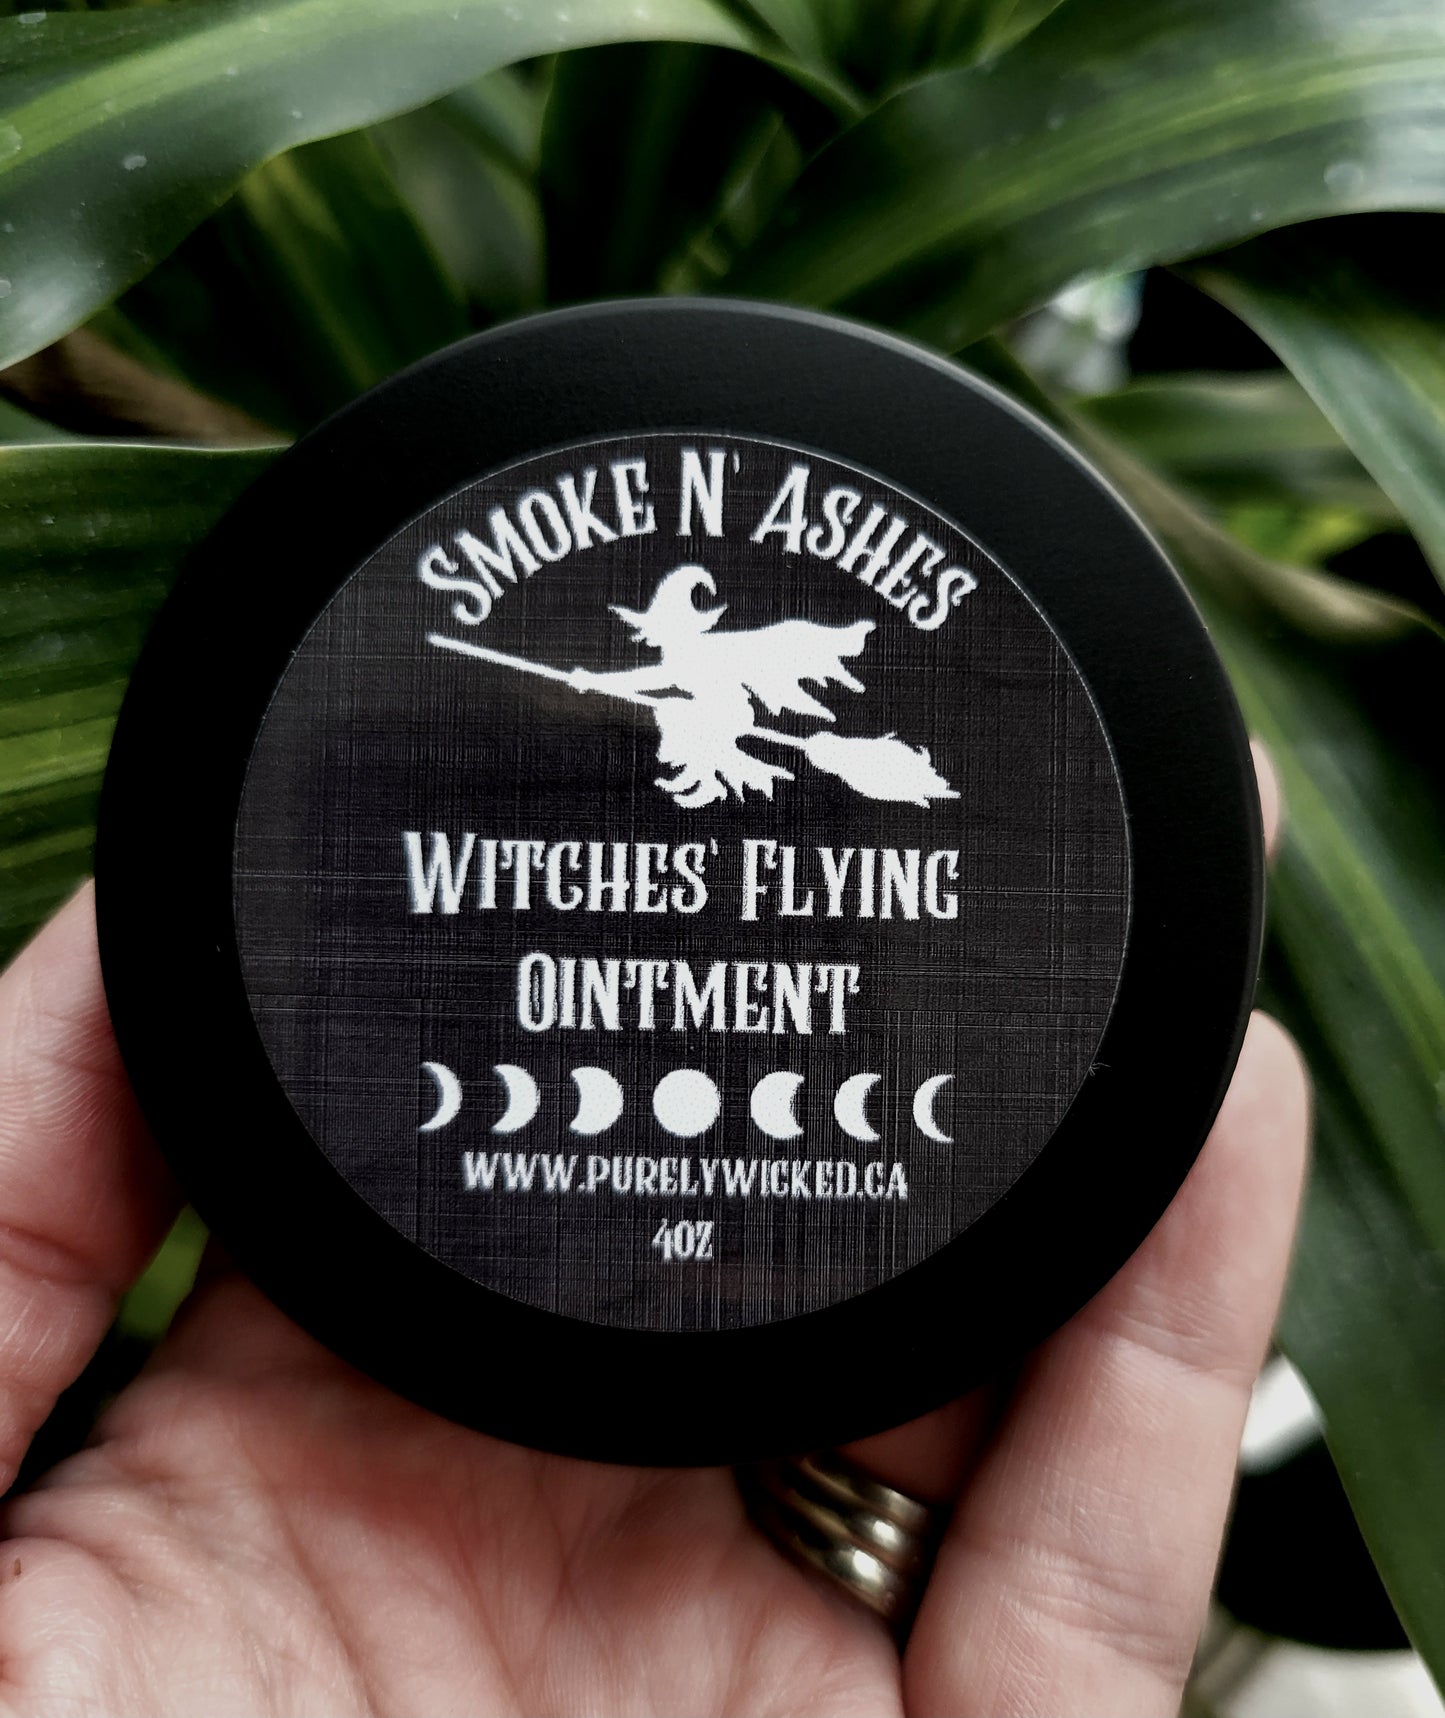 Smoke N' Ashes
Witches' Flying
Ointment
www.purelywicked.ca
4oz